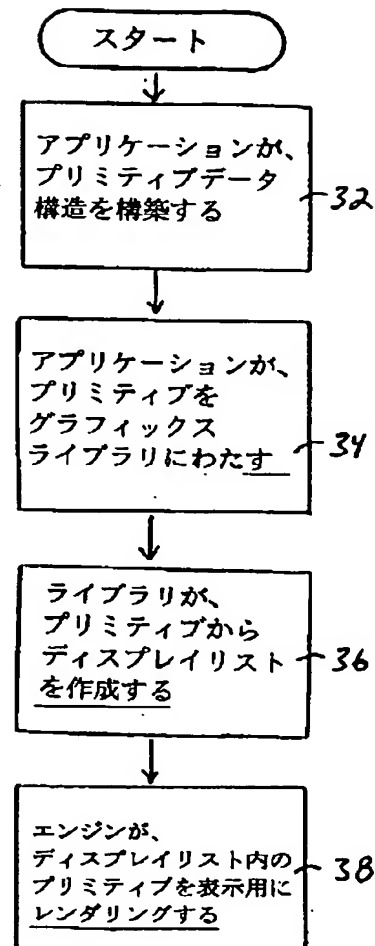 スタート
アプリケーションが、
プリミティブデータ
構造を構築する
32
アプリケーションが、
プリミティブを
グラフィックス
ライブラリにわたす
34
ライブラリが、
プリミティブから
ディスプレイリスト
を作成する
36
エンジンが、
ディスプレイリスト内の
プリミティブを表示用に
レンダリングする
38